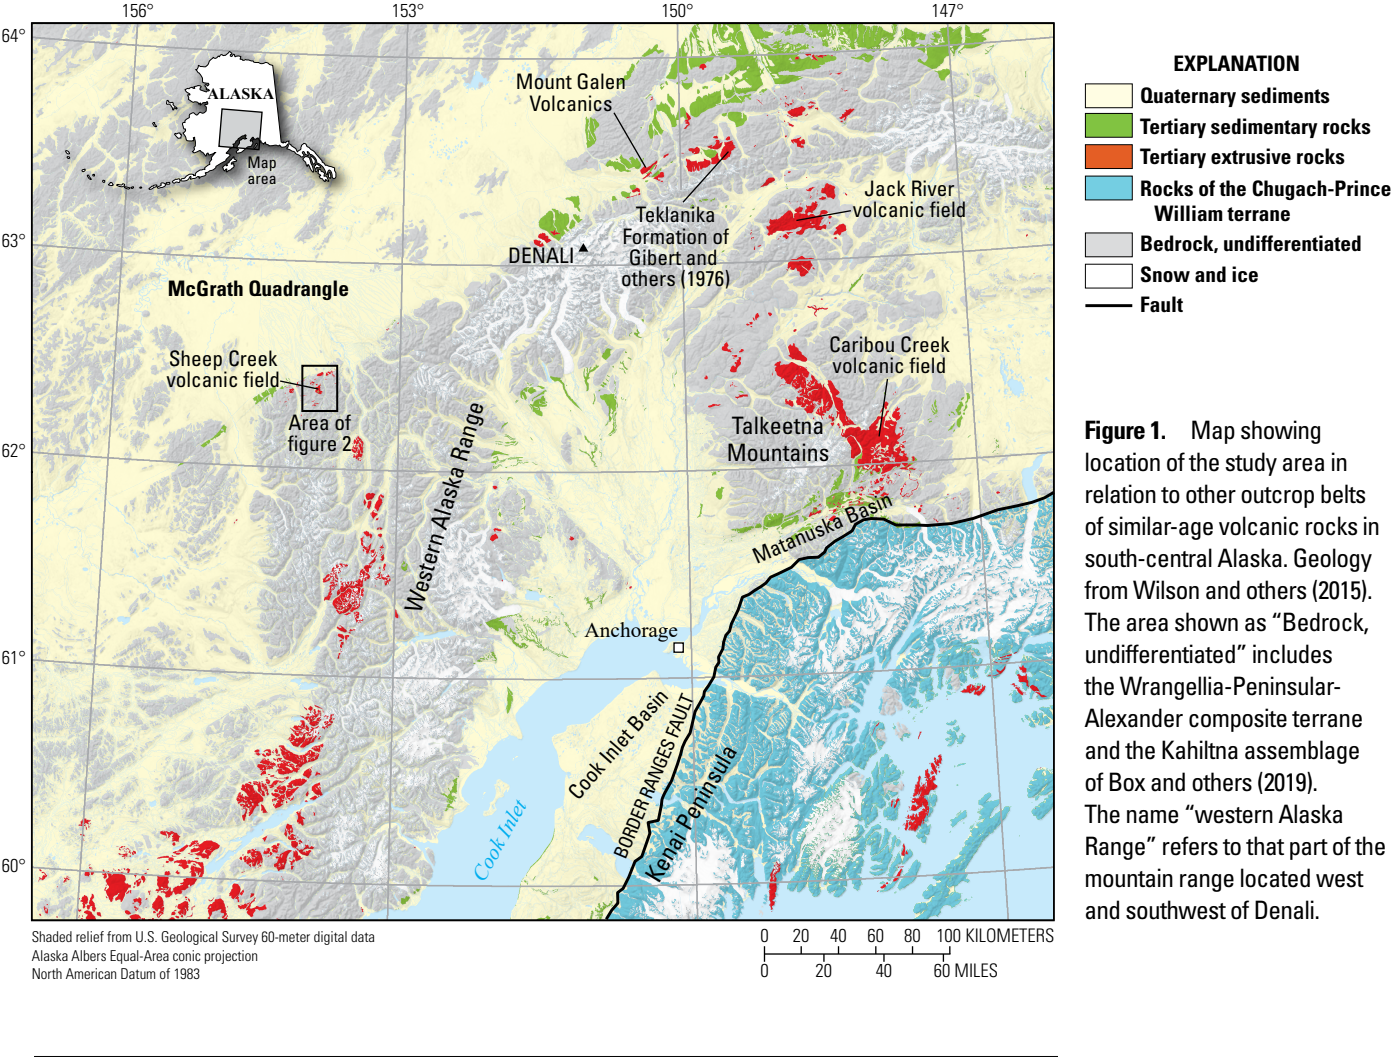 156°
153°
150°
147°
64°
63°
62°
61°
60°
ALASKA
Map
area
Mount Galen
Volcanics
Teklanika
Formation of
Gibert and
others (1976)
Jack River
volcanic field
DENALI
McGrath Quadrangle
Sheep Creek
volcanic field
Area of
figure 2
Caribou Creek
volcanic field
Talkeetna
Mountains
Western Alaska Range
Matanuska Basin
Anchorage
Cook Inlet Basin
BORDER RANGES FAULT
Kenai Peninsula
Cook Inlet
Shaded relief from U.S. Geological Survey 60-meter digital data
Alaska Albers Equal-Area conic projection
North American Datum of 1983
0 20 40 60 80 100 KILOMETERS
0 20 40 60 MILES
EXPLANATION
Quaternary sediments
Tertiary sedimentary rocks
Tertiary extrusive rocks
Rocks of the Chugach-Prince
William terrane
Bedrock, undifferentiated
Snow and ice
Fault
Figure 1. Map showing
location of the study area in
relation to other outcrop belts
of similar-age volcanic rocks in
south-central Alaska. Geology
from Wilson and others (2015).
The area shown as “Bedrock,
undifferentiated” includes
the Wrangellia-Peninsular-
Alexander composite terrane
and the Kahiltna assemblage
of Box and others (2019).
The name “western Alaska
Range” refers to that part of the
mountain range located west
and southwest of Denali.